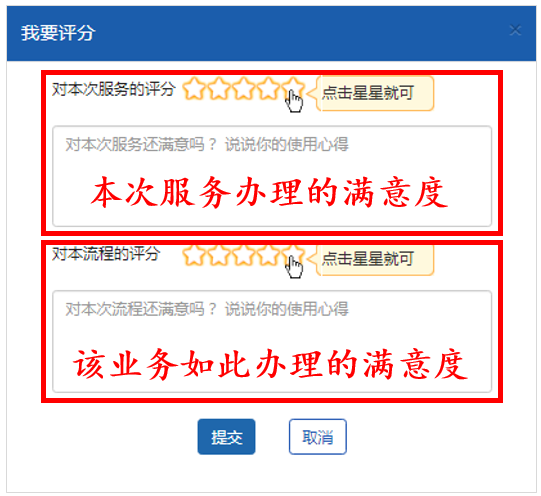 我要评分 ×
对本次服务的评分 点击星星就可
对本次服务还满意吗？ 说说你的使用心得
本次服务办理的满意度
对本流程的评分 点击星星就可
对本次流程还满意吗？ 说说你的使用心得
该业务如此办理的满意度
提交 取消